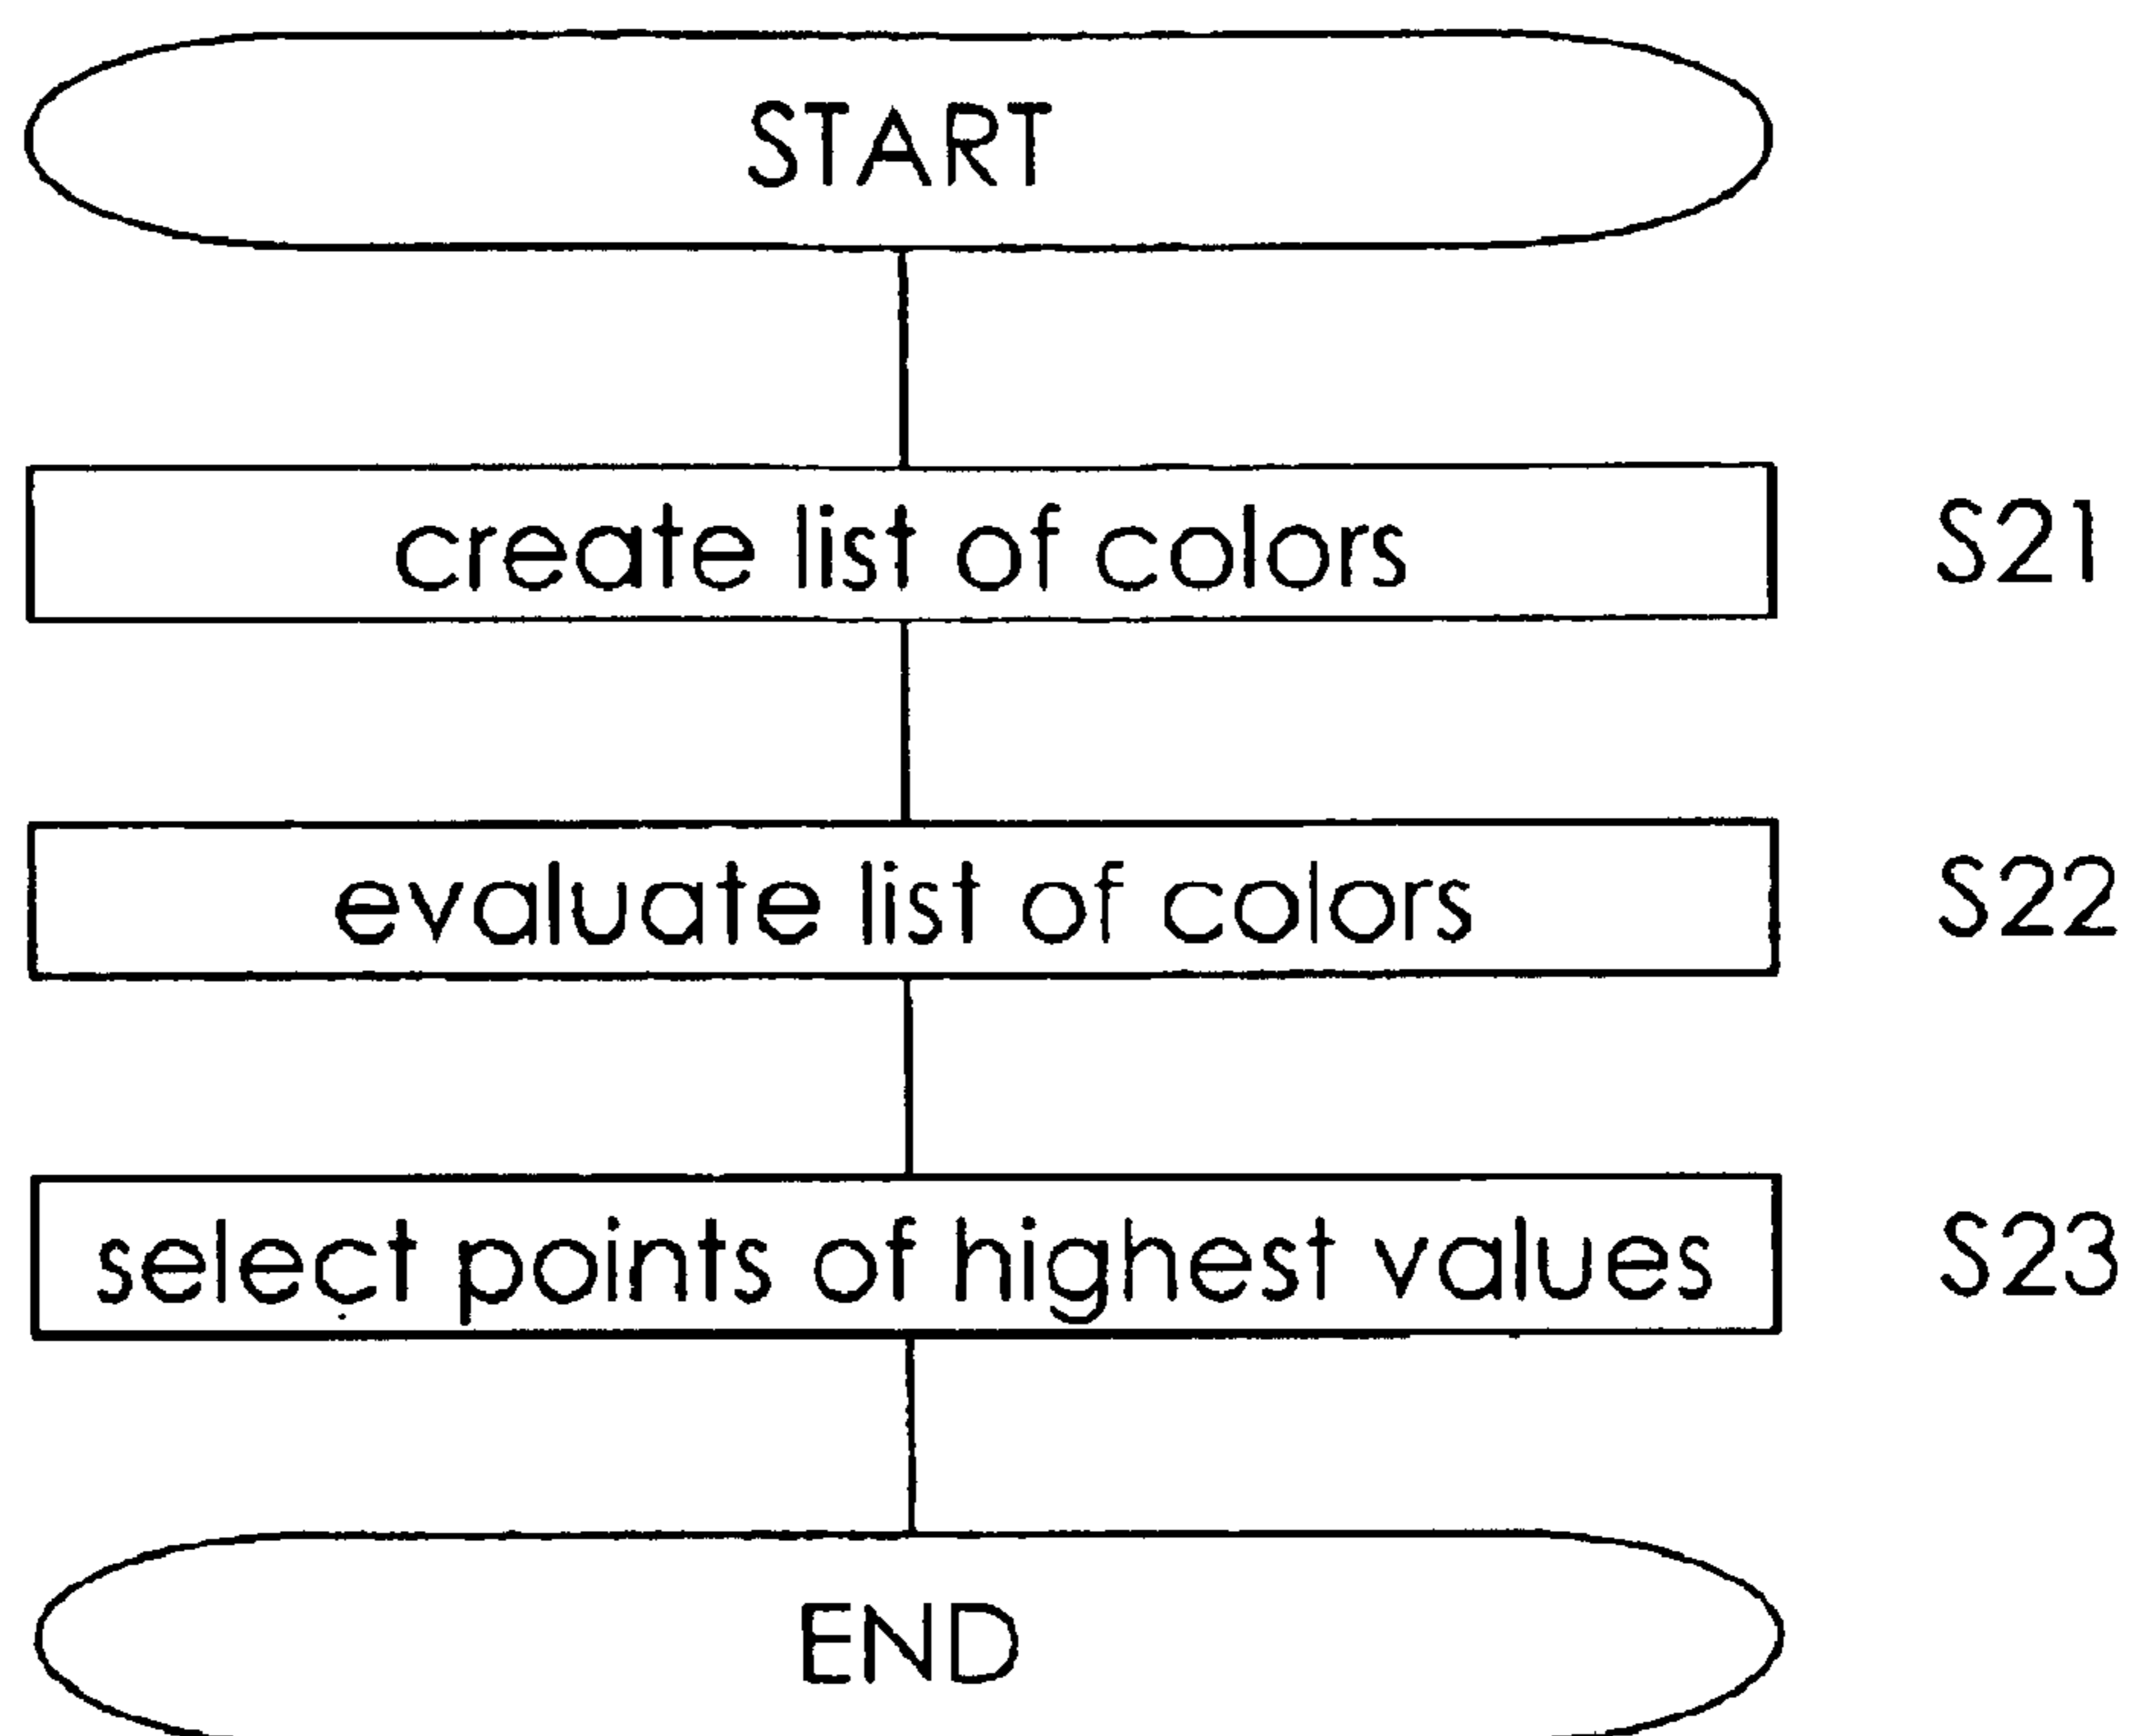 START
create list of colors S21
evaluate list of colors S22
select points of highest values S23
END